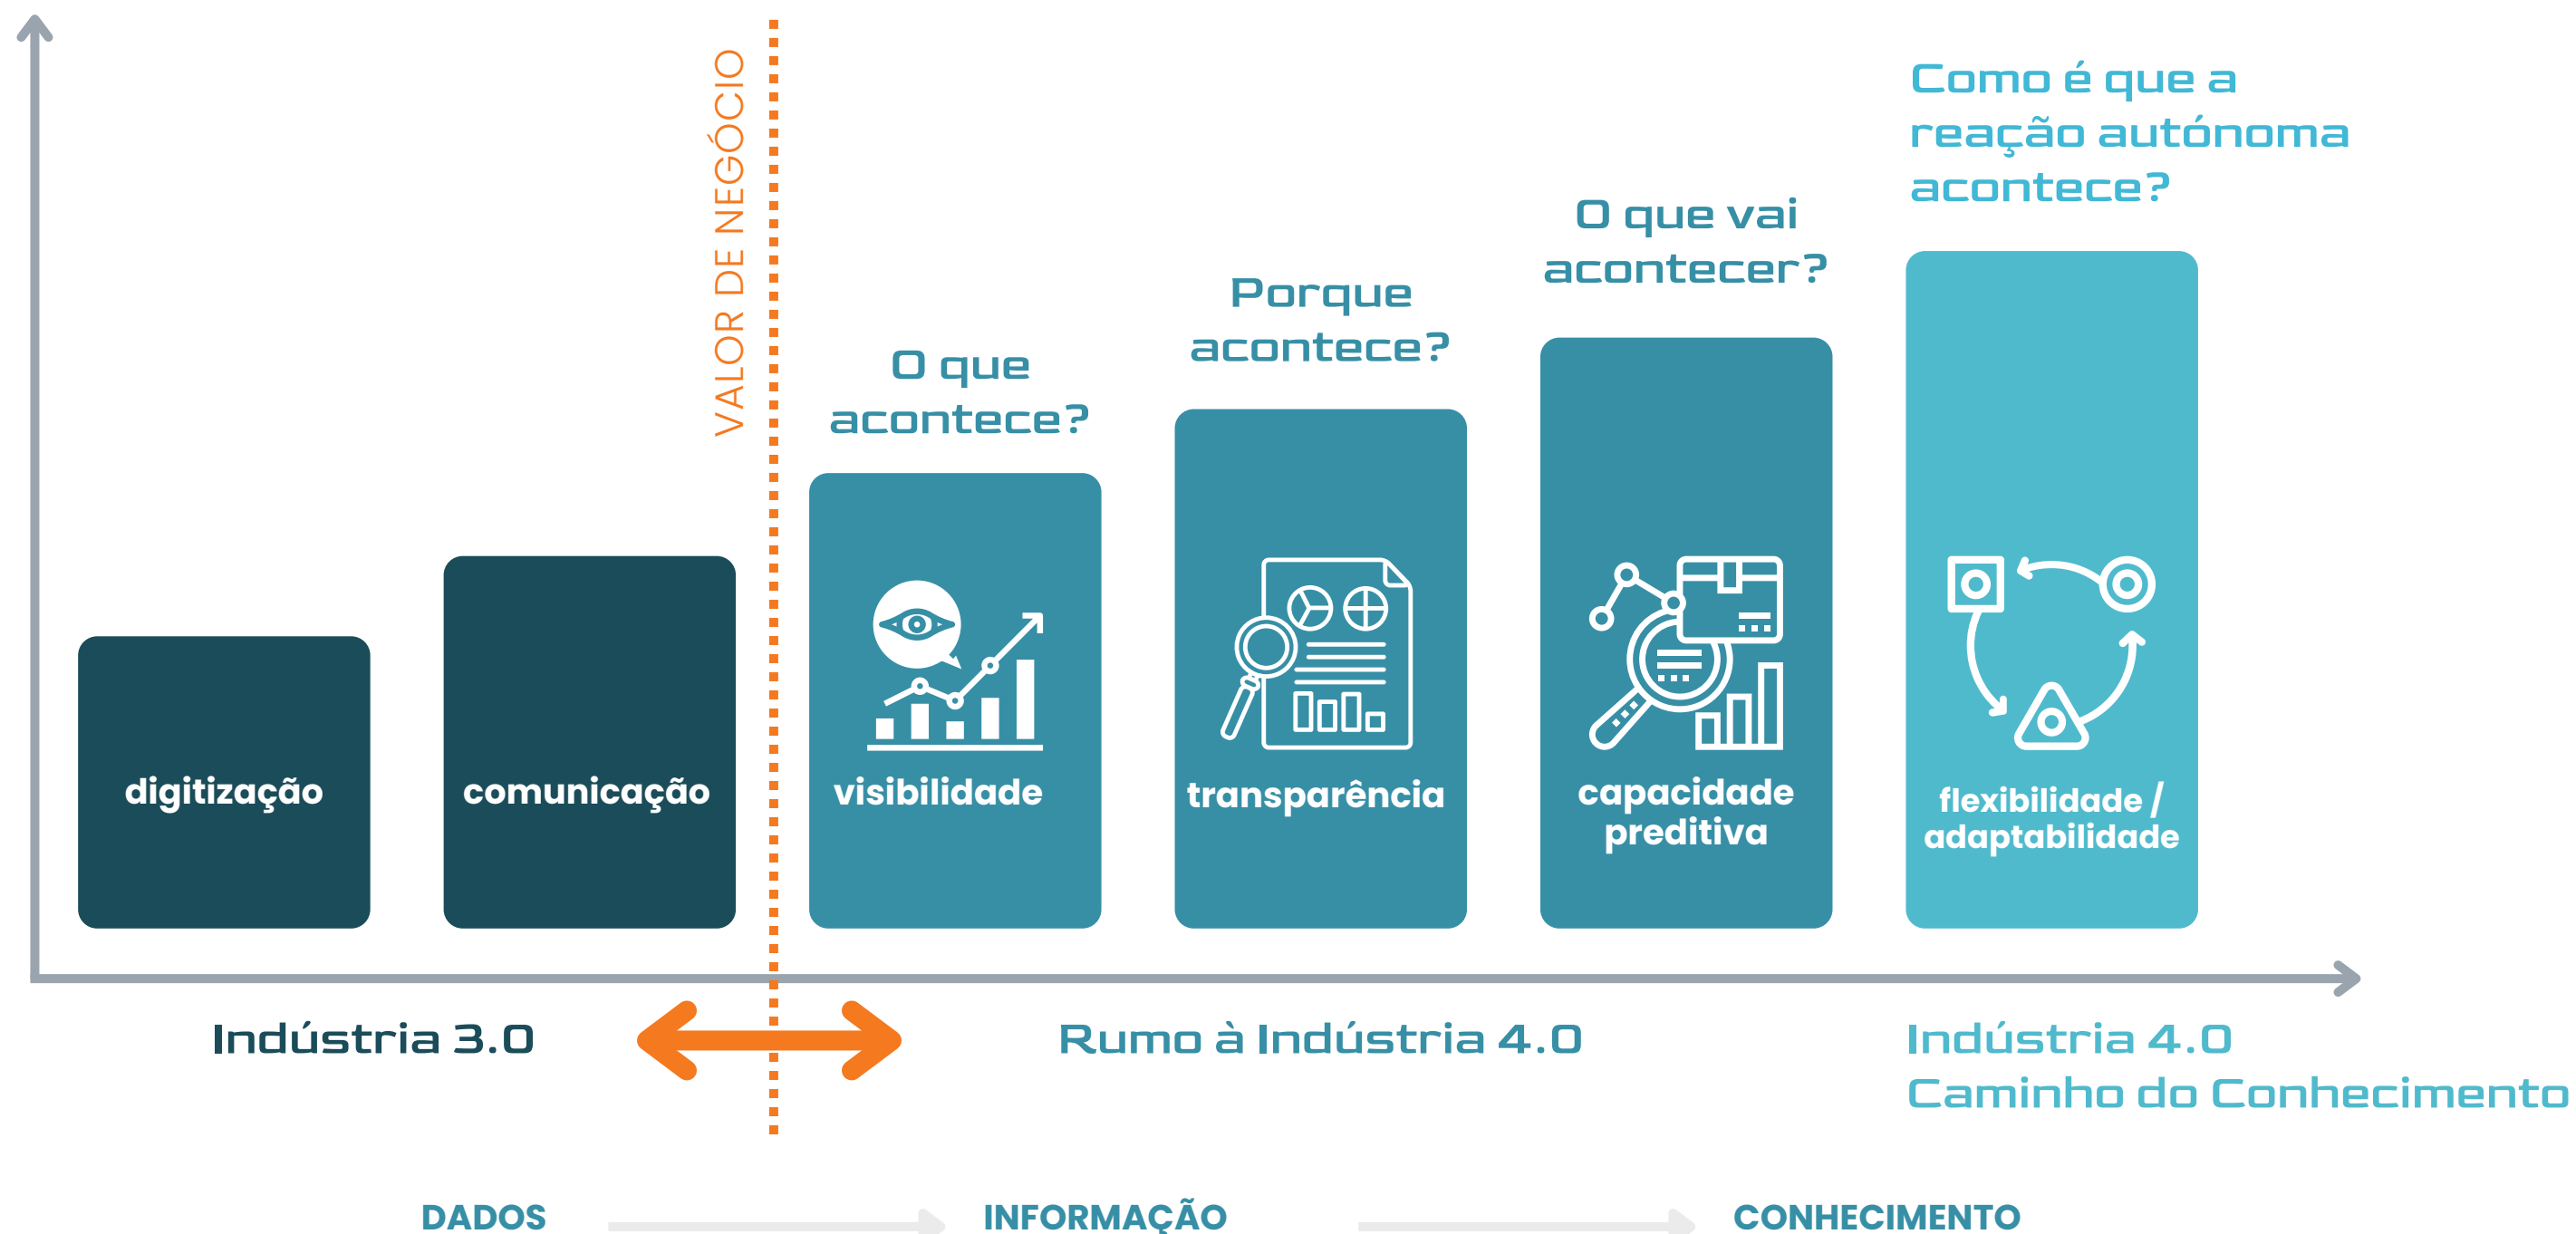 VALOR DE NEGÓCIO
O que
acontece?
Porque
acontece?
O que vai
acontecer?
Como é que a
reação autónoma
acontece?
digitização
comunicação
visibilidade
transparência
capacidade
preditiva
flexibilidade /
adaptabilidade
Indústria 3.0
Rumo à Indústria 4.0
Indústria 4.0
Caminho do Conhecimento
DADOS
INFORMAÇÃO
CONHECIMENTO